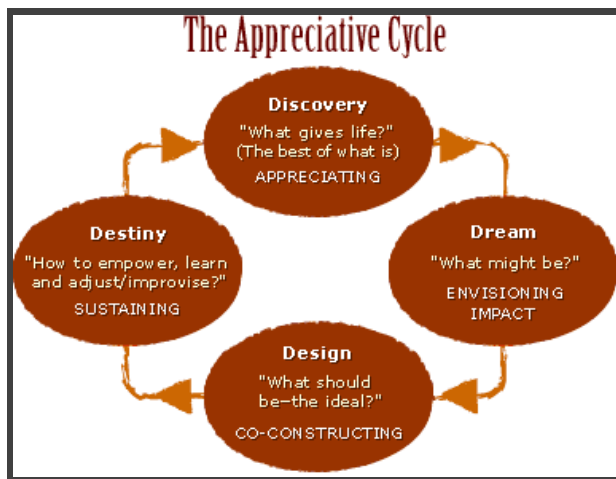 The Appreciative Cycle
Discovery
"What gives life?"
(The best of what is)
APPRECIATING
Dream
"What might be?"
ENVISIONING
IMPACT
Design
"What should
be—the ideal?"
CO-CONSTRUCTING
Destiny
"How to empower, learn
and adjust/improvise?"
SUSTAINING